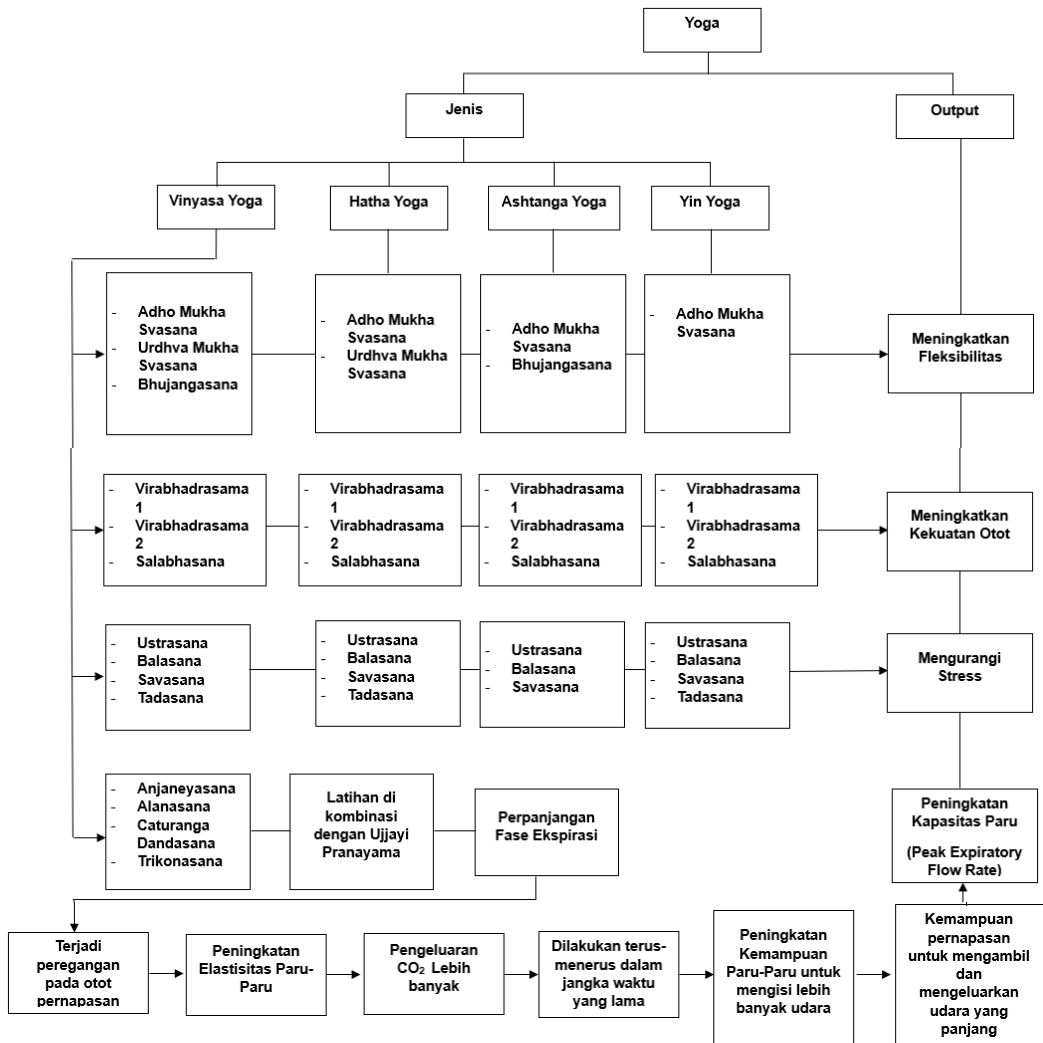 Yoga
Jenis
Output
Vinyasa Yoga
Hatha Yoga
Ashtanga Yoga
Yin Yoga
- Adho Mukha
Svasana
- Urdhva Mukha
Svasana
- Bhujangasana
- Adho Mukha
Svasana
- Urdhva Mukha
Svasana
- Adho Mukha
Svasana
- Bhujangasana
- Adho Mukha
Svasana
Meningkatkan
Fleksibilitas
- Virabhadrasama
1
- Virabhadrasama
2
- Salabhasana
- Virabhadrasama
1
- Virabhadrasama
2
- Salabhasana
- Virabhadrasama
1
- Virabhadrasama
2
- Salabhasana
- Virabhadrasama
1
- Virabhadrasama
2
- Salabhasana
Meningkatkan
Kekuatan Otot
- Ustrasana
- Balasana
- Savasana
- Tadasana
- Ustrasana
- Balasana
- Savasana
- Tadasana
- Ustrasana
- Balasana
- Savasana
- Ustrasana
- Balasana
- Savasana
- Tadasana
Mengurangi
Stress
- Anjaneyasana
- Alanasana
- Caturanga
Dandasana
- Trikonasana
Latihan di
kombinasi
dengan Ujjayi
Pranayama
Perpanjangan
Fase Ekspirasi
Peningkatan
Kapasitas Paru
(Peak Expiratory
Flow Rate)
Terjadi
peregangan
pada otot
pernapasan
Peningkatan
Elastisitas Paru-
Paru
Pengeluaran
CO₂ Lebih
banyak
Dilakukan terus-
menerus dalam
jangka waktu
yang lama
Peningkatan
Kemampuan
Paru-Paru untuk
mengisi lebih
banyak udara
Kemampuan
pernapasan
untuk mengambil
dan
mengeluarkan
udara yang
panjang